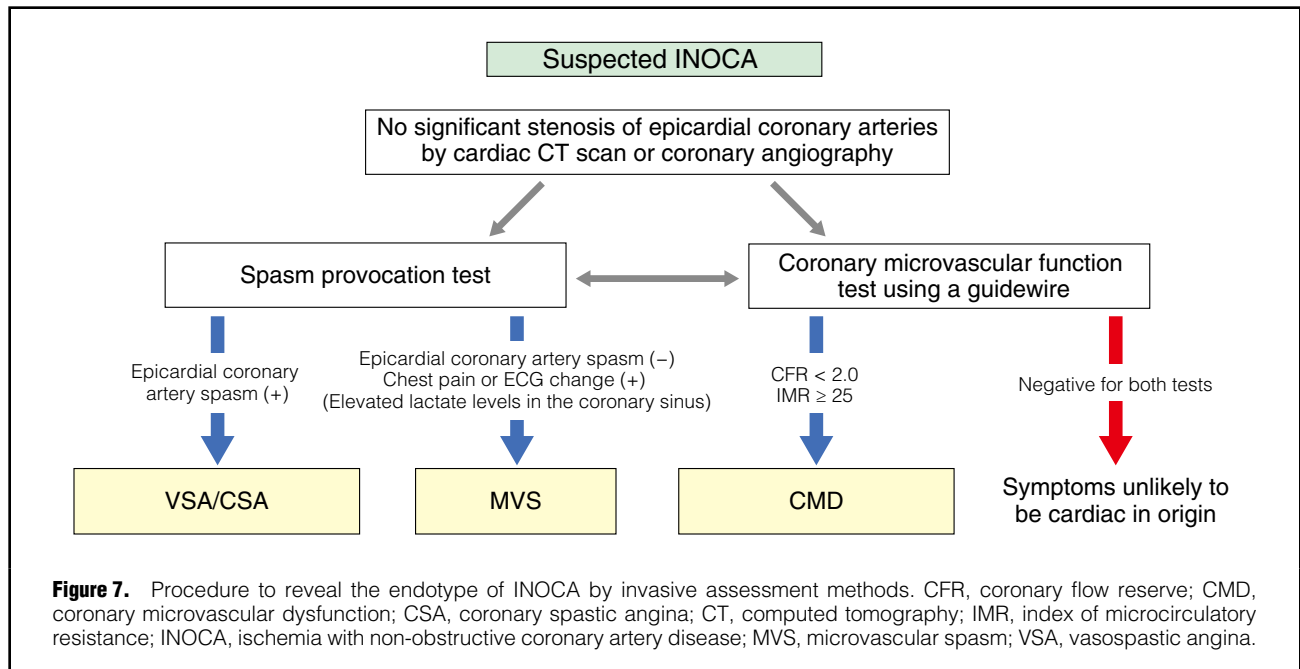 Suspected INOCA
No significant stenosis of epicardial coronary arteries
by cardiac CT scan or coronary angiography
Spasm provocation test
Coronary microvascular function
test using a guidewire
Epicardial coronary
artery spasm (+)
Epicardial coronary artery spasm (−)
Chest pain or ECG change (+)
(Elevated lactate levels in the coronary sinus)
CFR < 2.0
IMR ≥ 25
Negative for both tests
VSA/CSA
MVS
CMD
Symptoms unlikely to
be cardiac in origin
Figure 7. Procedure to reveal the endotype of INOCA by invasive assessment methods. CFR, coronary flow reserve; CMD,
coronary microvascular dysfunction; CSA, coronary spastic angina; CT, computed tomography; IMR, index of microcirculatory
resistance; INOCA, ischemia with non-obstructive coronary artery disease; MVS, microvascular spasm; VSA, vasospastic angina.